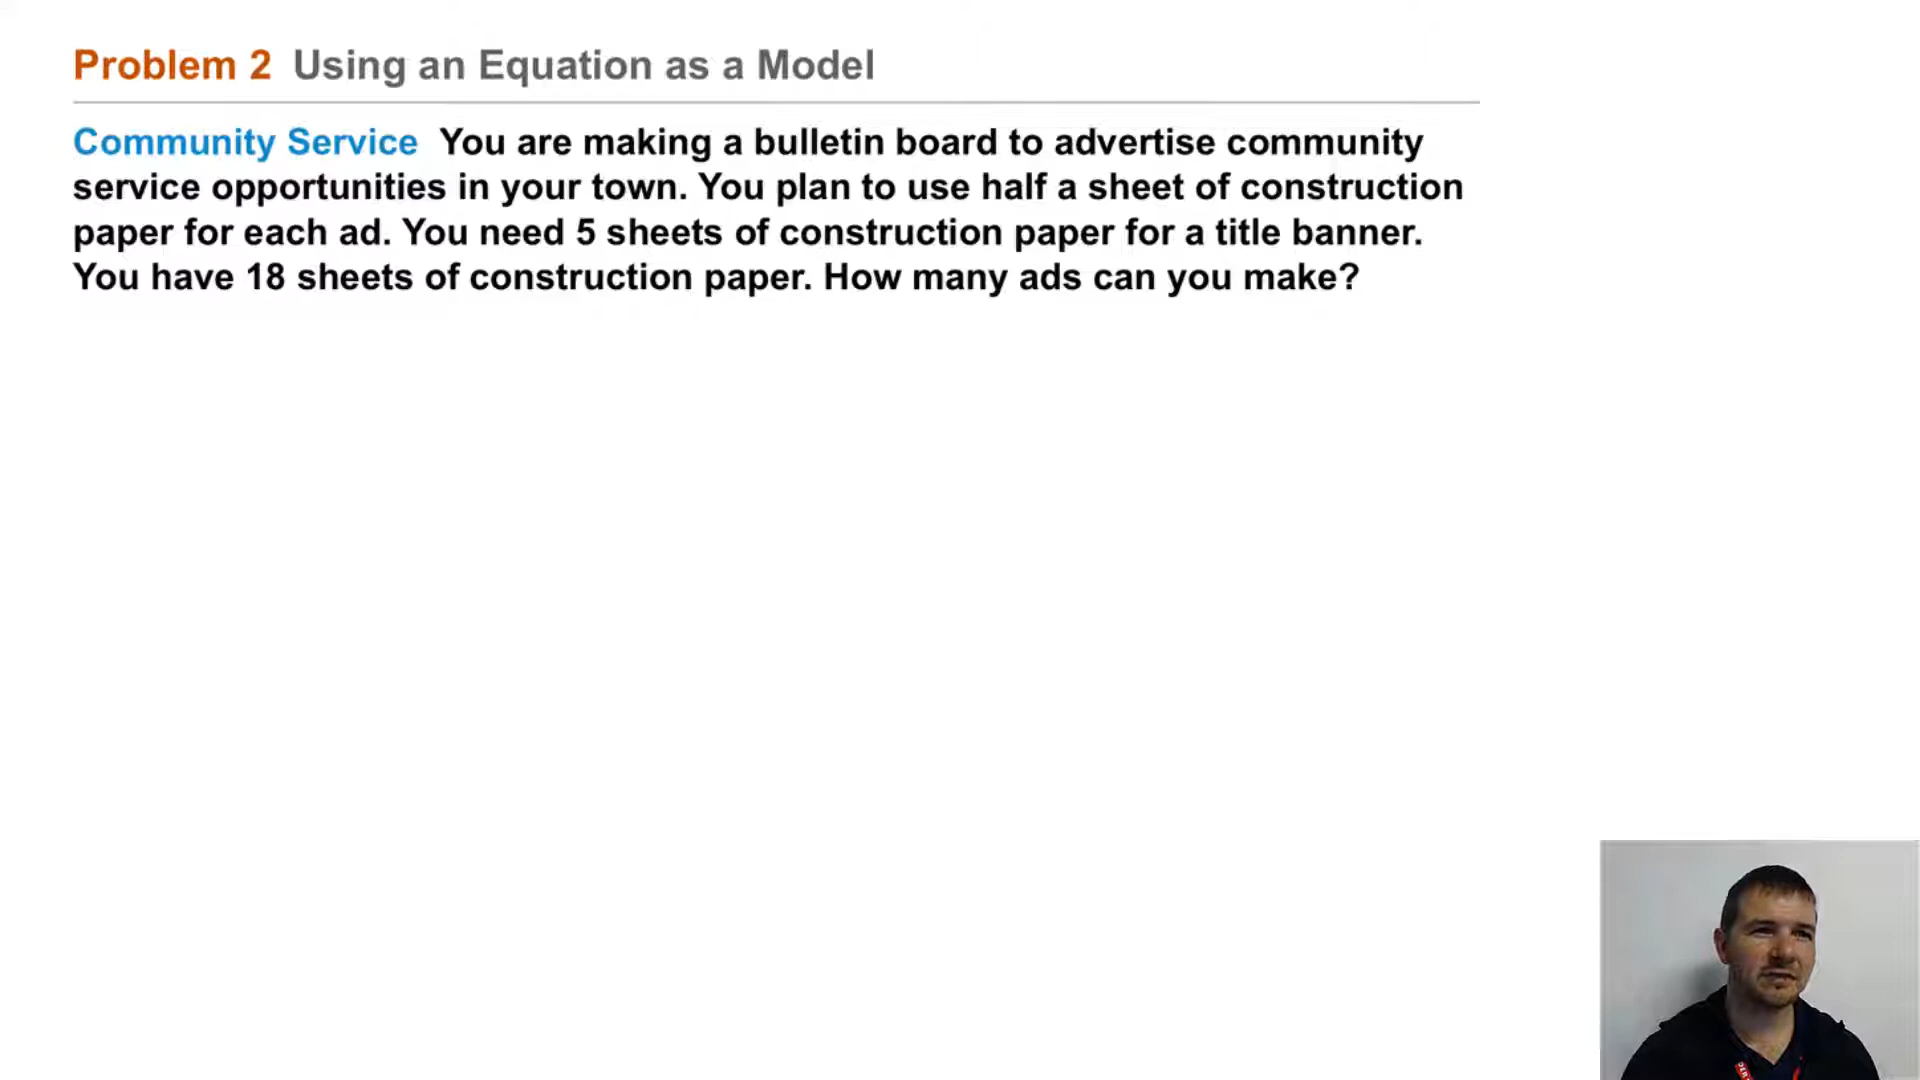 Problem 2 Using an Equation as a Model
Community Service You are making a bulletin board to advertise community
service opportunities in your town. You plan to use half a sheet of construction
paper for each ad. You need 5 sheets of construction paper for a title banner.
You have 18 sheets of construction paper. How many ads can you make?